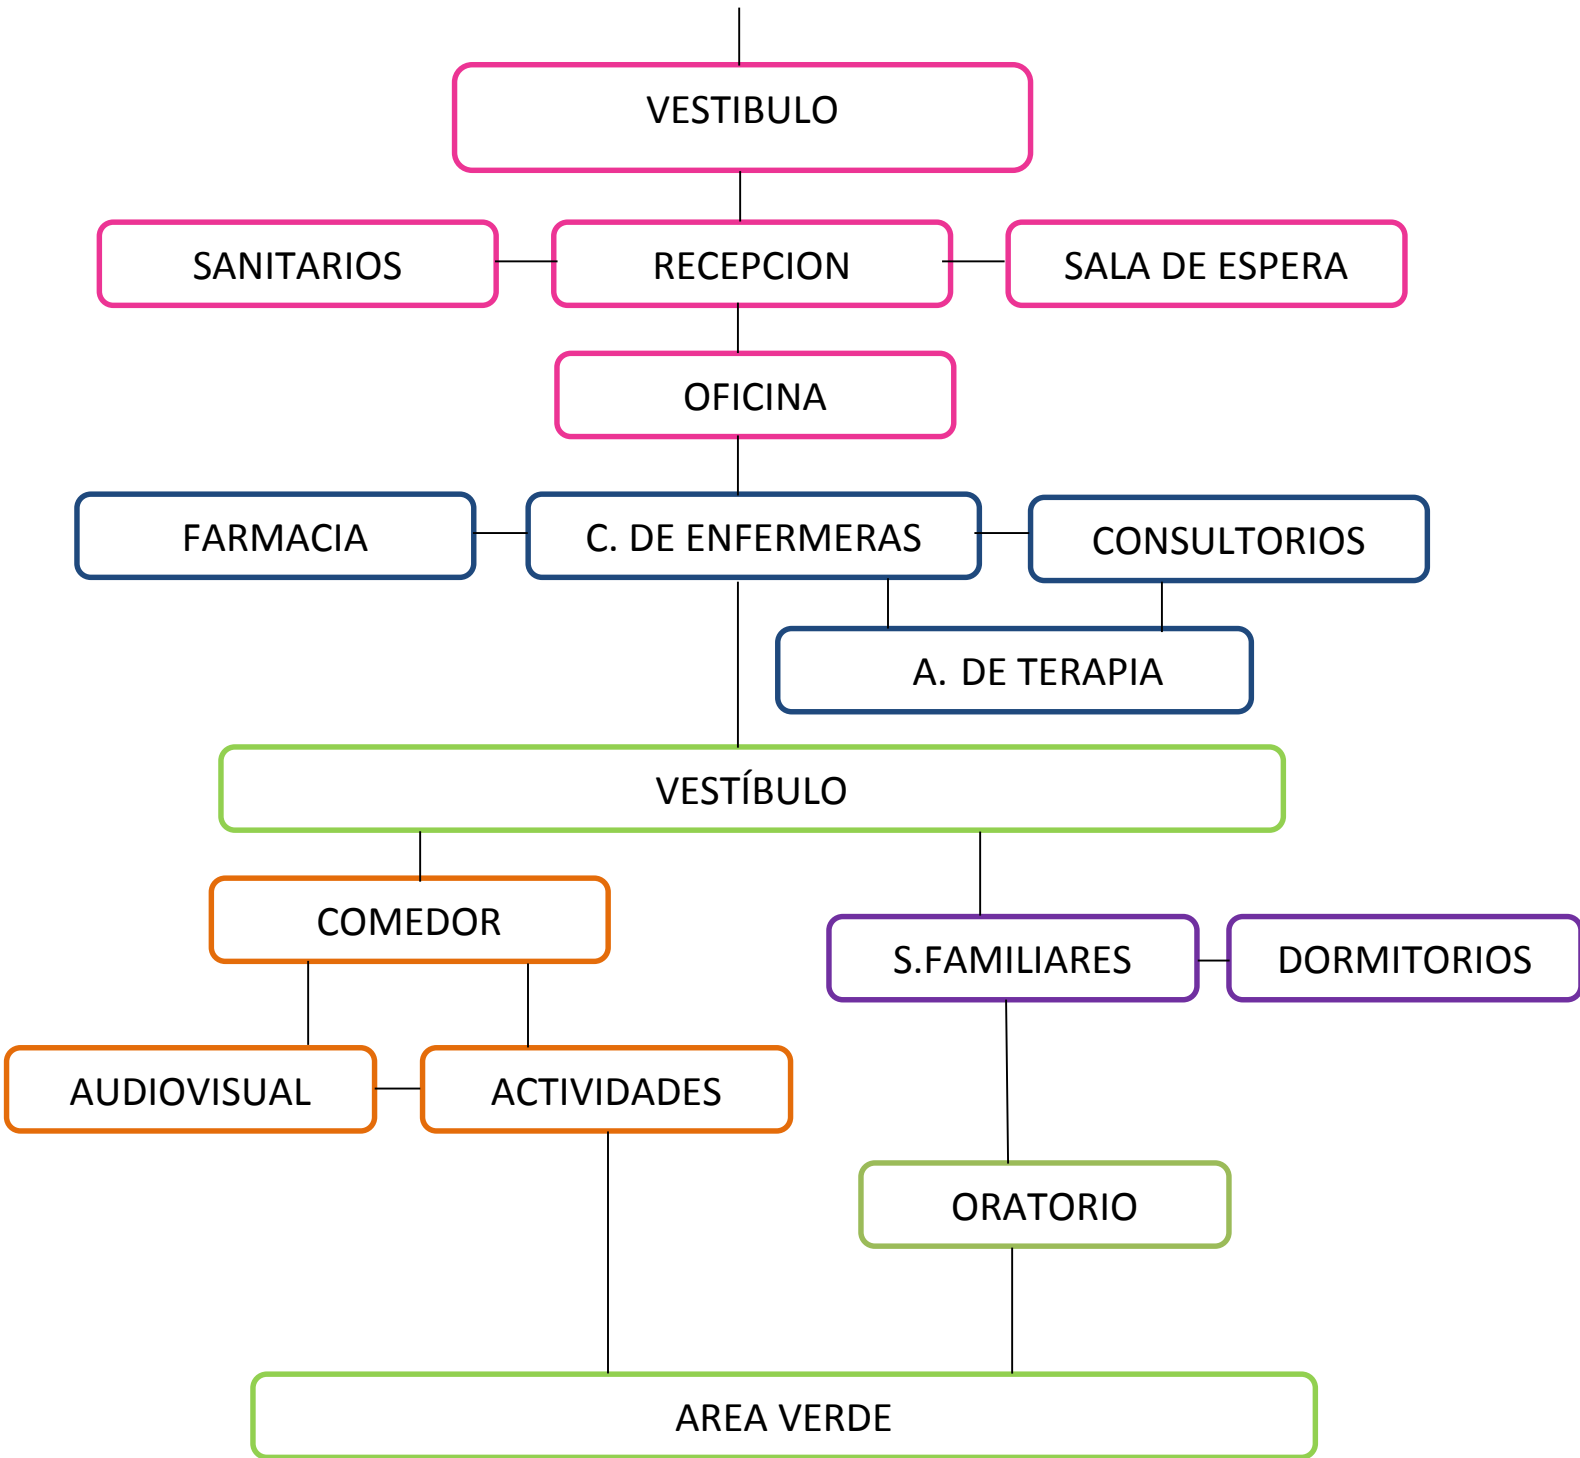 VESTIBULO
SANITARIOS
RECEPCION
SALA DE ESPERA
OFICINA
FARMACIA
C. DE ENFERMERAS
CONSULTORIOS
A. DE TERAPIA
VESTÍBULO
COMEDOR
S.FAMILIARES
DORMITORIOS
AUDIOVISUAL
ACTIVIDADES
ORATORIO
AREA VERDE